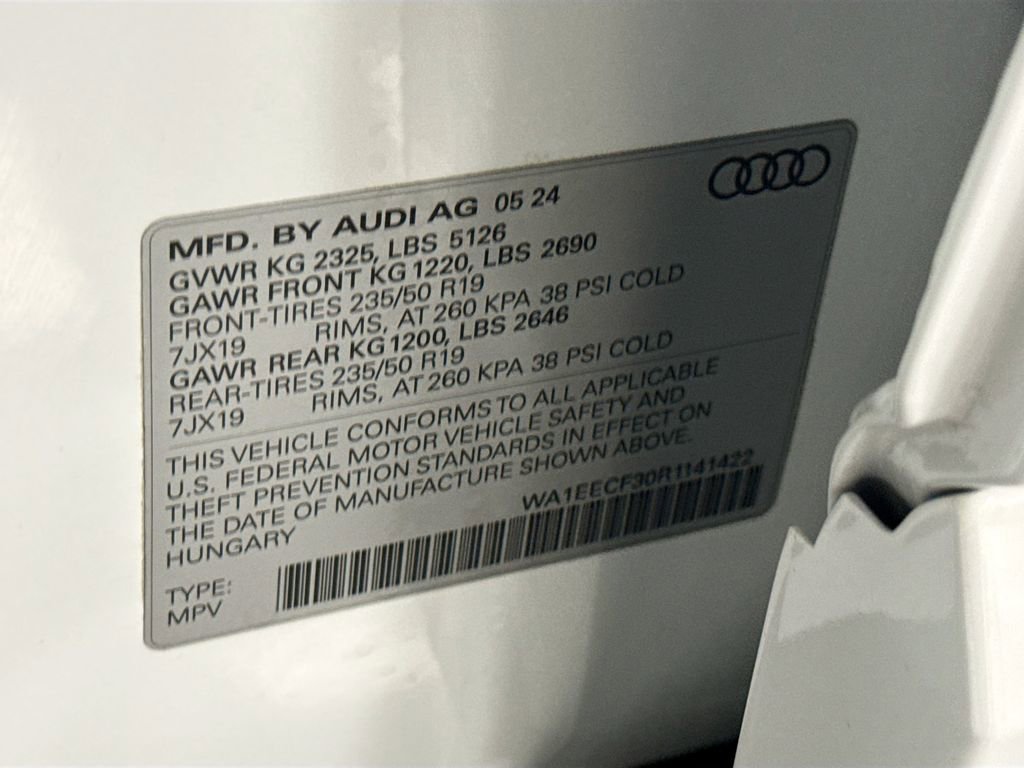 MFD. BY AUDI AG 05 24
GVWR KG 2325, LBS 5126
GAWR FRONT KG 1220, LBS 2690
FRONT-TIRES 235/50 R19
7JX19 RIMS, AT 260 KPA 38 PSI COLD
GAWR REAR KG 1200, LBS 2646
REAR-TIRES 235/50 R19
7JX19 RIMS, AT 260 KPA 38 PSI COLD
THIS VEHICLE CONFORMS TO ALL APPLICABLE
U.S. FEDERAL MOTOR VEHICLE SAFETY AND
THEFT PREVENTION STANDARDS IN EFFECT ON
THE DATE OF MANUFACTURE SHOWN ABOVE.
HUNGARY WA1EECF30R1141422
TYPE:
MPV